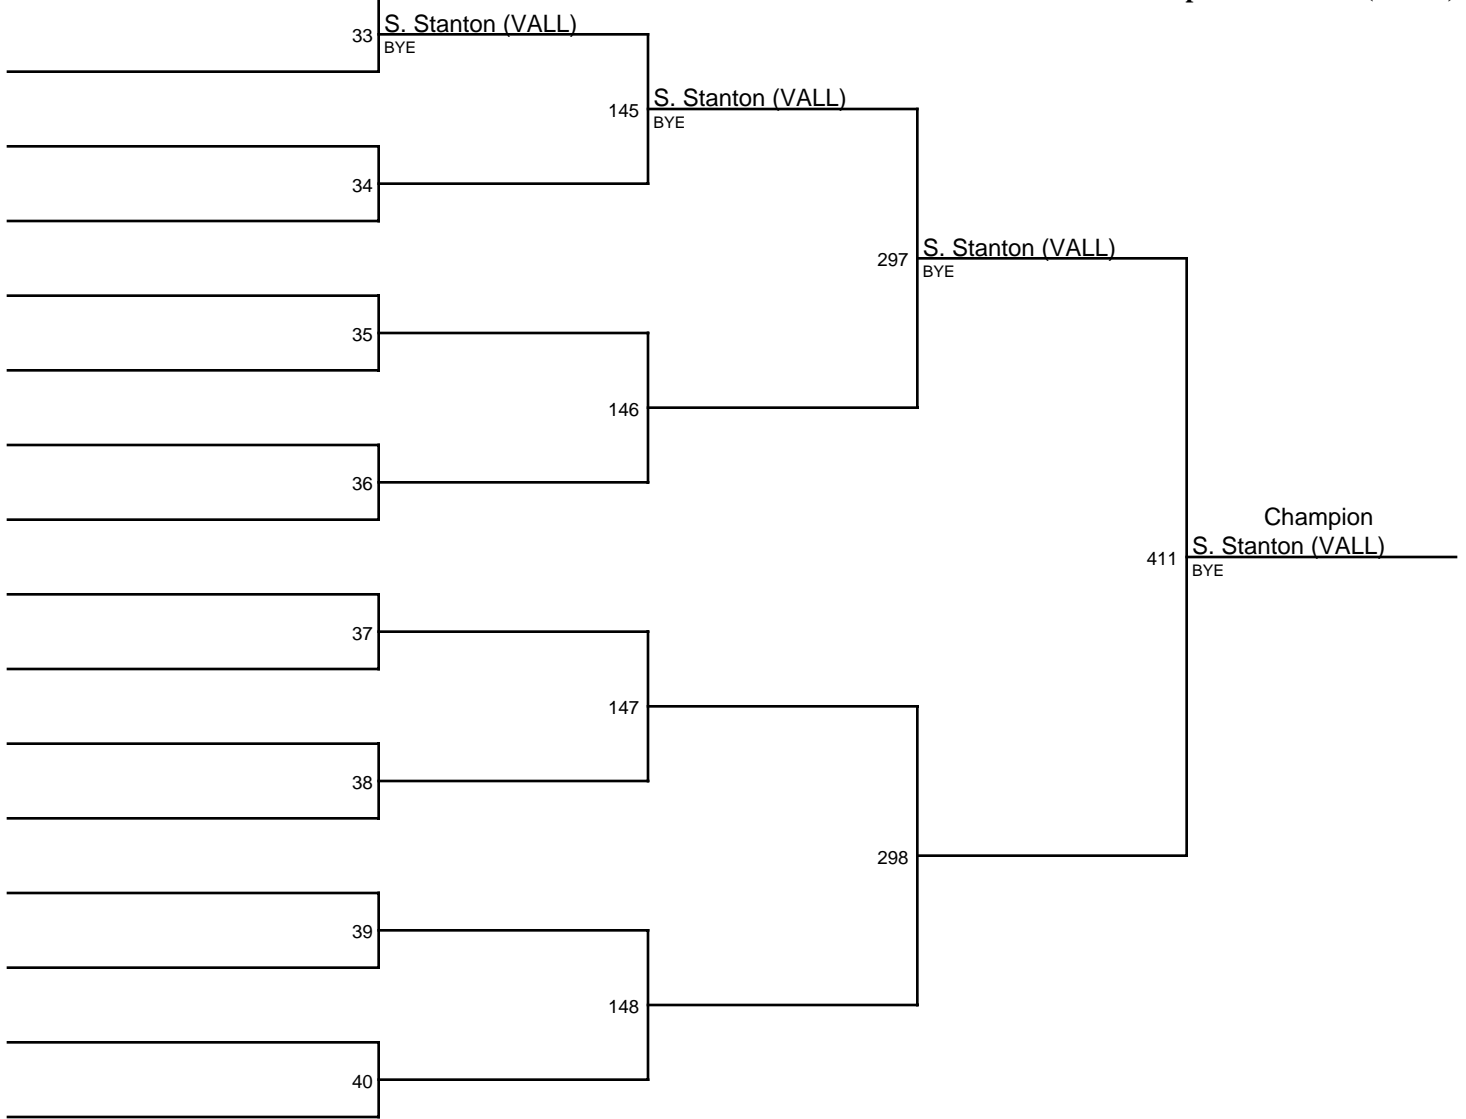 33 S. Stanton (VALL)
BYE
145 S. Stanton (VALL)
BYE
34
297 S. Stanton (VALL)
BYE
35
146
36
Champion
411 S. Stanton (VALL)
BYE
37
147
38
298
39
148
40